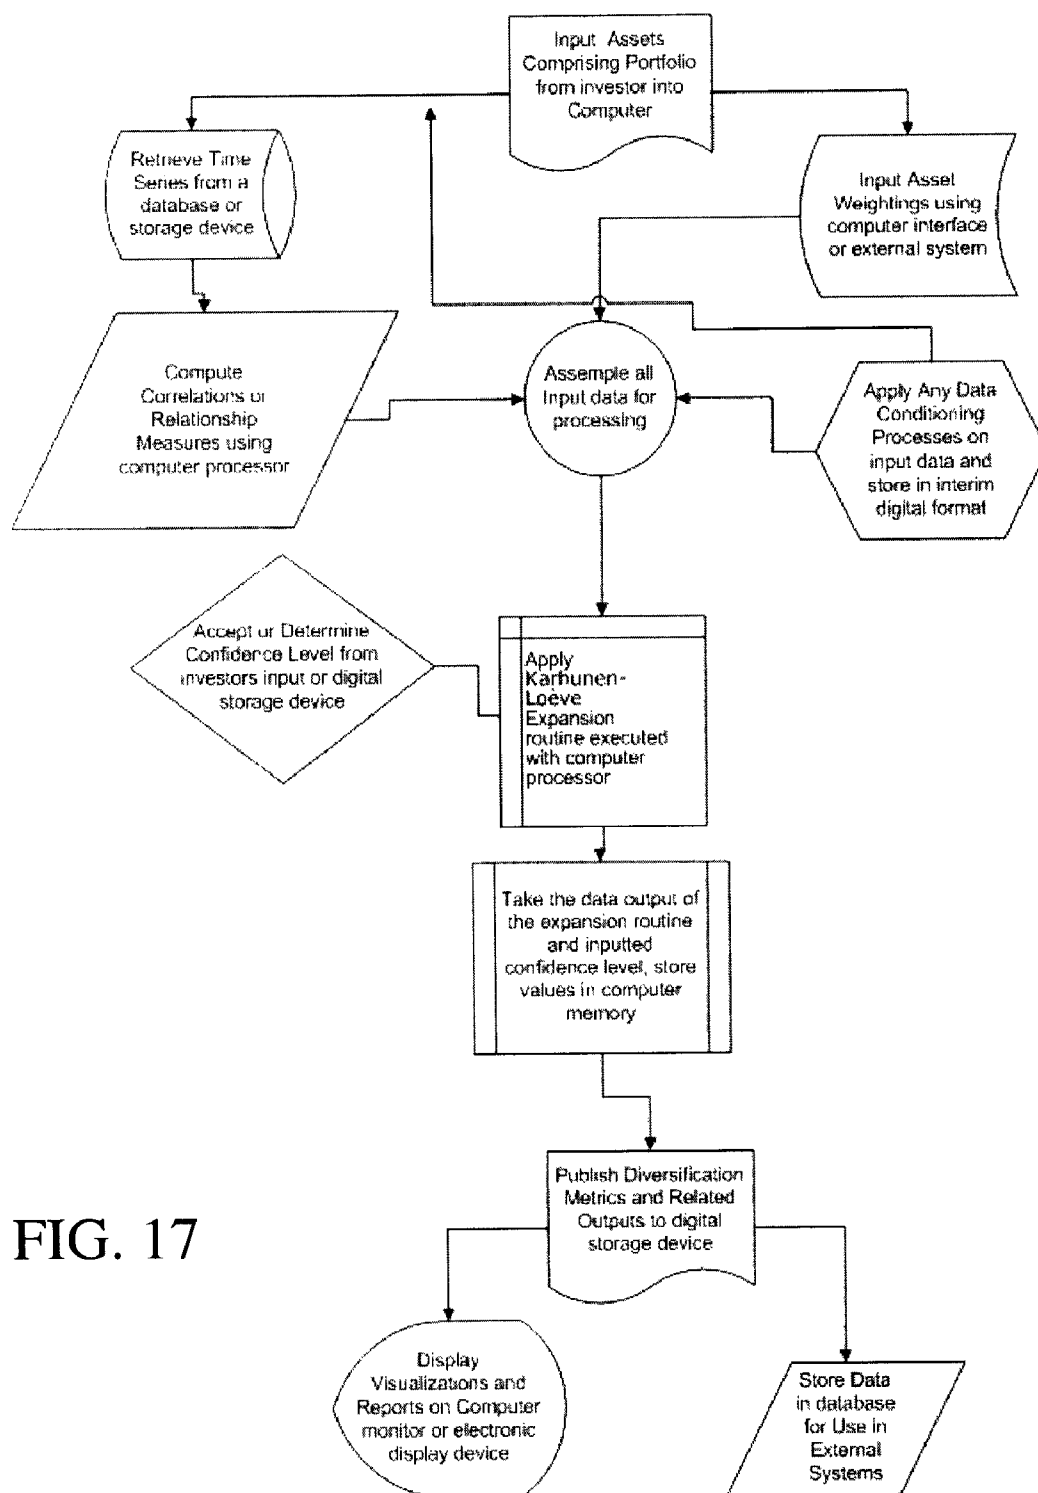 Input Assets
Comprising Portfolio
from investor into
Computer
Retrieve Time
Series from a
database or
storage device
Input Asset
Weightings using
computer interface
or external system
Compute
Correlations or
Relationship
Measures using
computer processor
Assemple all
Input data for
processing
Apply Any Data
Conditioning
Processes on
input data and
store in interim
digital format
Accept or Determine
Confidence Level from
investors input or digital
storage device
Apply
Karhunen-
Loève
Expansion
routine executed
with computer
processor
Take the data output of
the expansion routine
and inputted
confidence level, store
values in computer
memory
Publish Diversification
Metrics and Related
Outputs to digital
storage device
FIG. 17
Display
Visualizations and
Reports on Computer
monitor or electronic
display device
Store Data
in database
for Use in
External
Systems